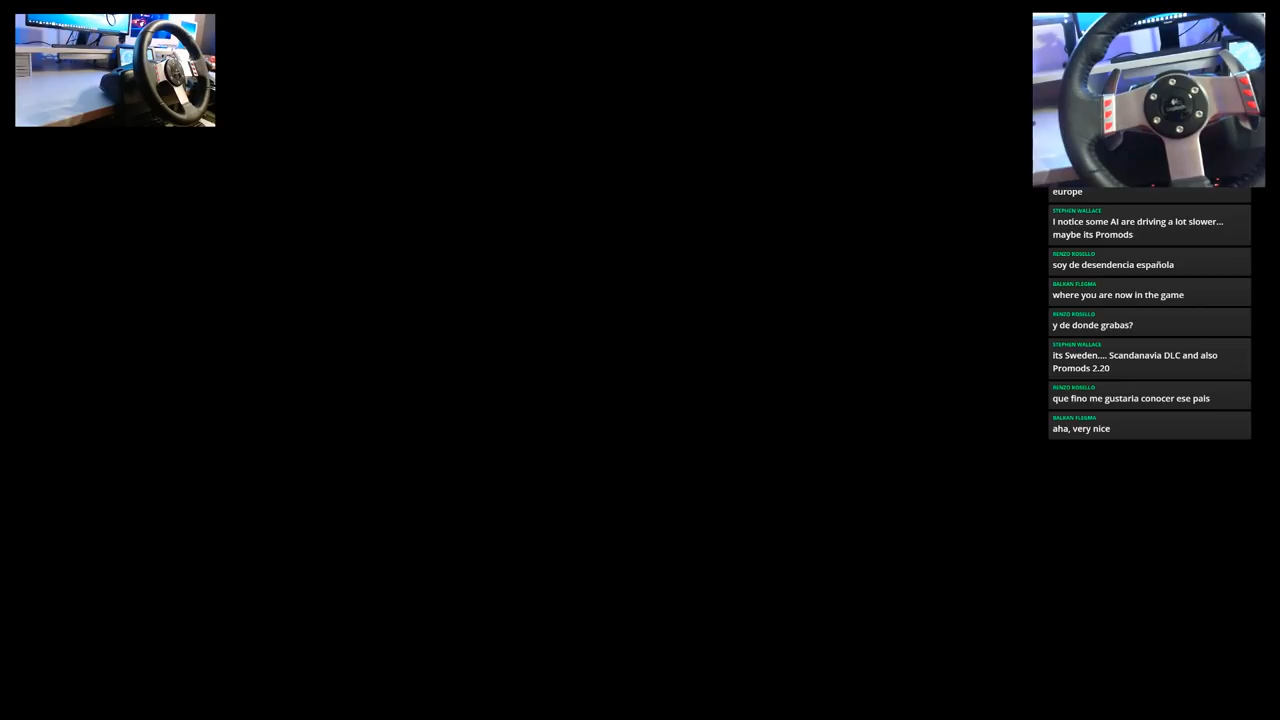 europe
STEPHEN WALLACE
I notice some AI are driving a lot slower...
maybe its Promods
RENZO ROSELLO
soy de desendencia española
BALKAN FLEGMA
where you are now in the game
RENZO ROSELLO
y de donde grabas?
STEPHEN WALLACE
its Sweden.... Scandanavia DLC and also
Promods 2.20
RENZO ROSELLO
que fino me gustaria conocer ese pais
BALKAN FLEGMA
aha, very nice